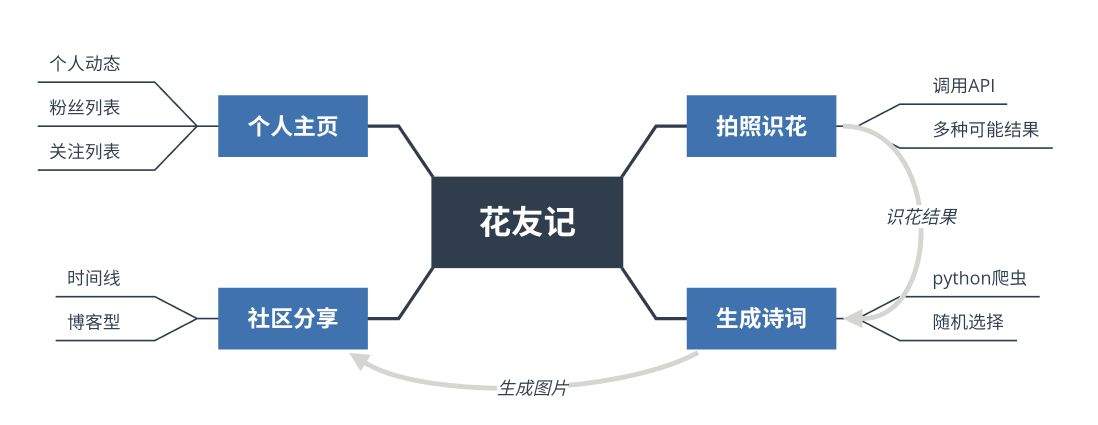 花友记
个人主页
个人动态
粉丝列表
关注列表
社区分享
时间线
博客型
拍照识花
调用API
多种可能结果
识花结果
生成诗词
python爬虫
随机选择
生成图片